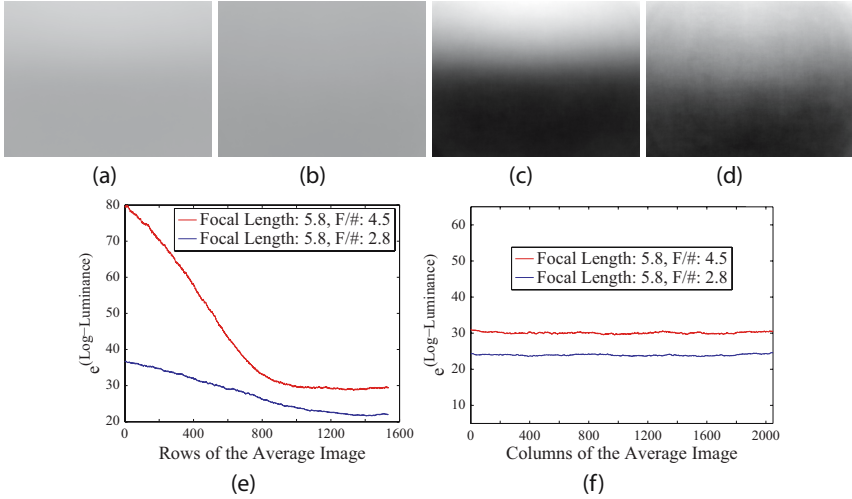 (a)
(b)
(c)
(d)
80
70
60
50
40
30
20
0
400
800
1200
1600
e^(Log−Luminance)
Focal Length: 5.8, F/#: 4.5
Focal Length: 5.8, F/#: 2.8
Rows of the Average Image
(e)
60
50
40
30
20
10
0
400
800
1200
1600
2000
e^(Log−Luminance)
Focal Length: 5.8, F/#: 4.5
Focal Length: 5.8, F/#: 2.8
Columns of the Average Image
(f)